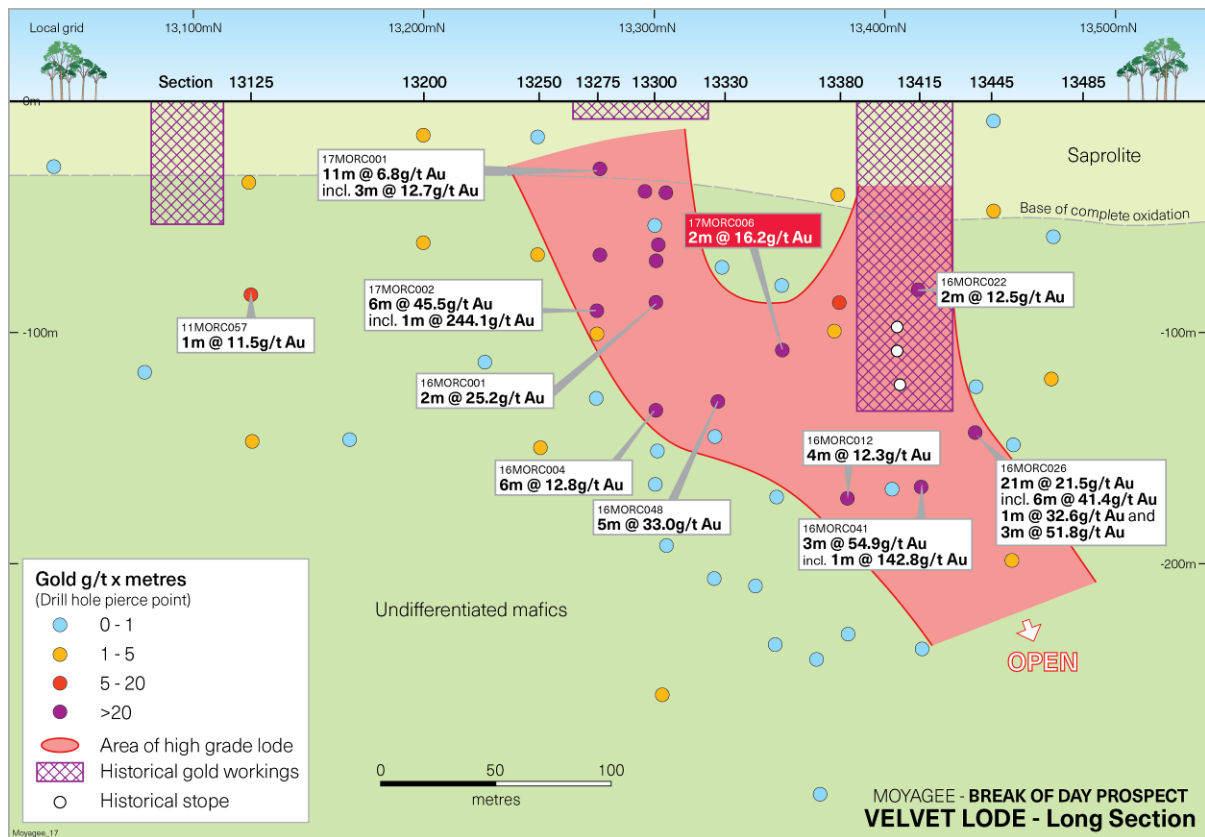 Local grid
13,100mN
13,200mN
13,300mN
13,400mN
13,500mN
Section
13125
13200
13250
13275
13300
13330
13380
13415
13445
13485
0m
17MORC001
11m @ 6.8g/t Au
incl. 3m @ 12.7g/t Au
Saprolite
Base of complete oxidation
17MORC006
2m @ 16.2g/t Au
17MORC002
6m @ 45.5g/t Au
incl. 1m @ 244.1g/t Au
16MORC022
2m @ 12.5g/t Au
11MORC057
1m @ 11.5g/t Au
-100m
-100m
16MORC001
2m @ 25.2g/t Au
16MORC012
4m @ 12.3g/t Au
16MORC004
6m @ 12.8g/t Au
16MORC026
21m @ 21.5g/t Au
incl. 6m @ 41.4g/t Au
1m @ 32.6g/t Au and
3m @ 51.8g/t Au
16MORC048
5m @ 33.0g/t Au
16MORC041
3m @ 54.9g/t Au
incl. 1m @ 142.8g/t Au
-200m
Undifferentiated mafics
OPEN
Gold g/t x metres
(Drill hole pierce point)
0 - 1
1 - 5
5 - 20
>20
Area of high grade lode
Historical gold workings
Historical stope
0
50
100
metres
MOYAGEE - BREAK OF DAY PROSPECT
VELVET LODE - Long Section
Moyagee_17